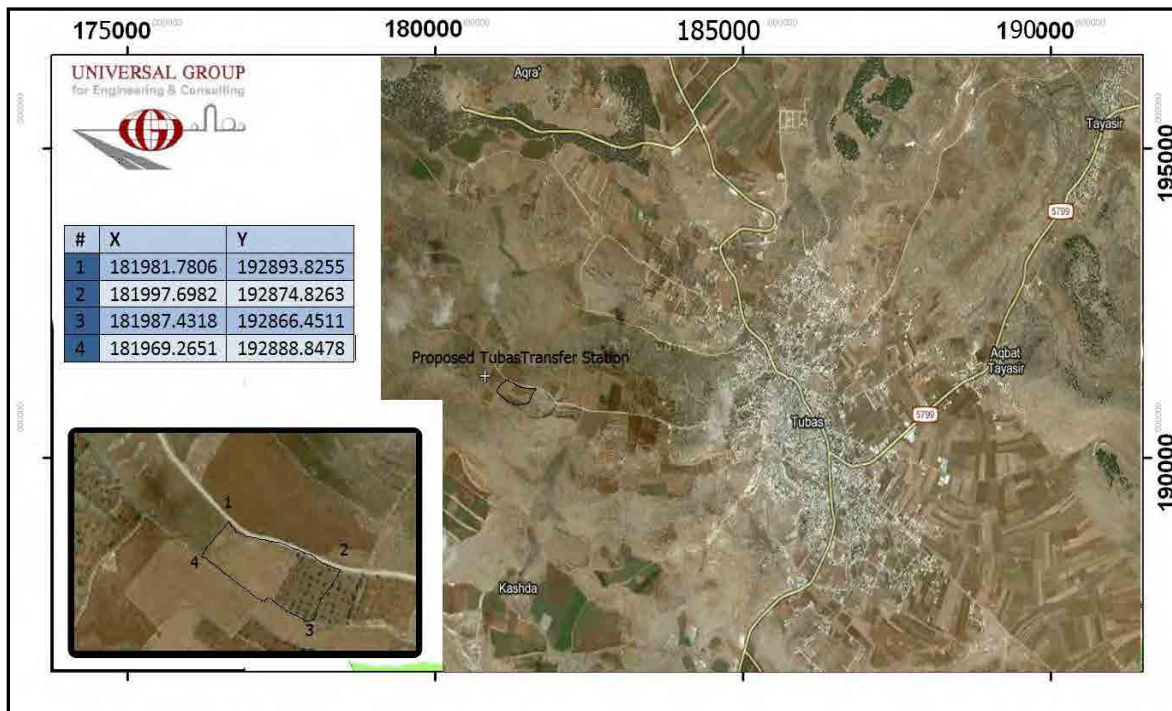 175000 180000 185000 190000
UNIVERSAL GROUP
for Engineering & Consulting
Aqra'
Tayasir
195000
5799
# X Y
1 181981.7806 192893.8255
2 181997.6982 192874.8263
3 181987.4318 192866.4511
4 181969.2651 192888.8478
Proposed TubasTransfer Station
Aqbat
Tayasir
5799
Tubas
190000
1
2
4
3
Kashda